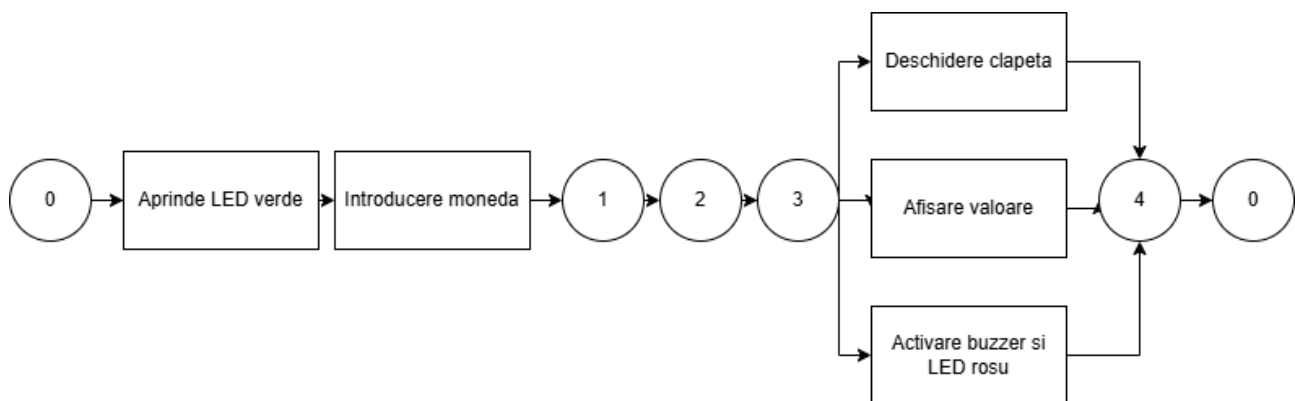 0
Aprinde LED verde
Introducere moneda
1
2
3
Deschidere clapeta
Afisare valoare
Activare buzzer si
LED rosu
4
0